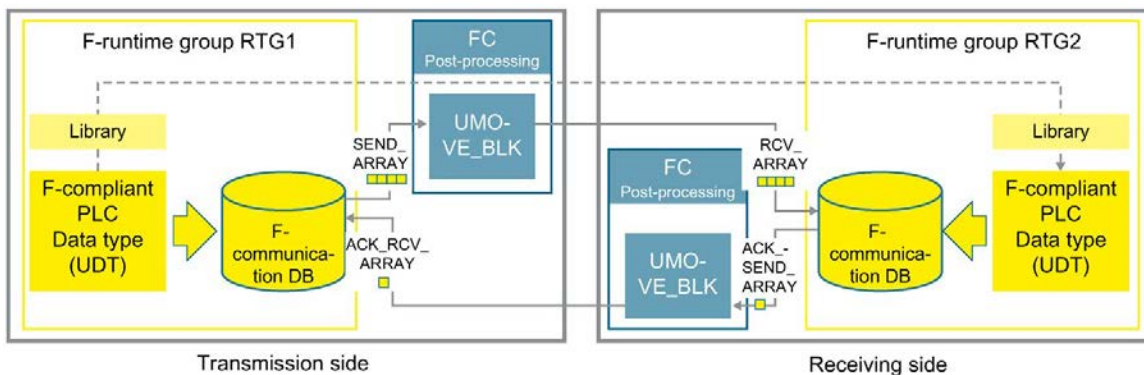 F-runtime group RTG1
Library
F-compliant
PLC
Data type
(UDT)
F-
communica-
tion DB
SEND_
ARRAY
ACK_RCV_
ARRAY
FC
Post-processing
UMO-
VE_BLK
Transmission side
FC
Post-processing
UMO-
VE_BLK
RCV_
ARRAY
ACK_-
SEND_
ARRAY
F-runtime group RTG2
F-
communica-
tion DB
Library
F-compliant
PLC
Data type
(UDT)
Receiving side